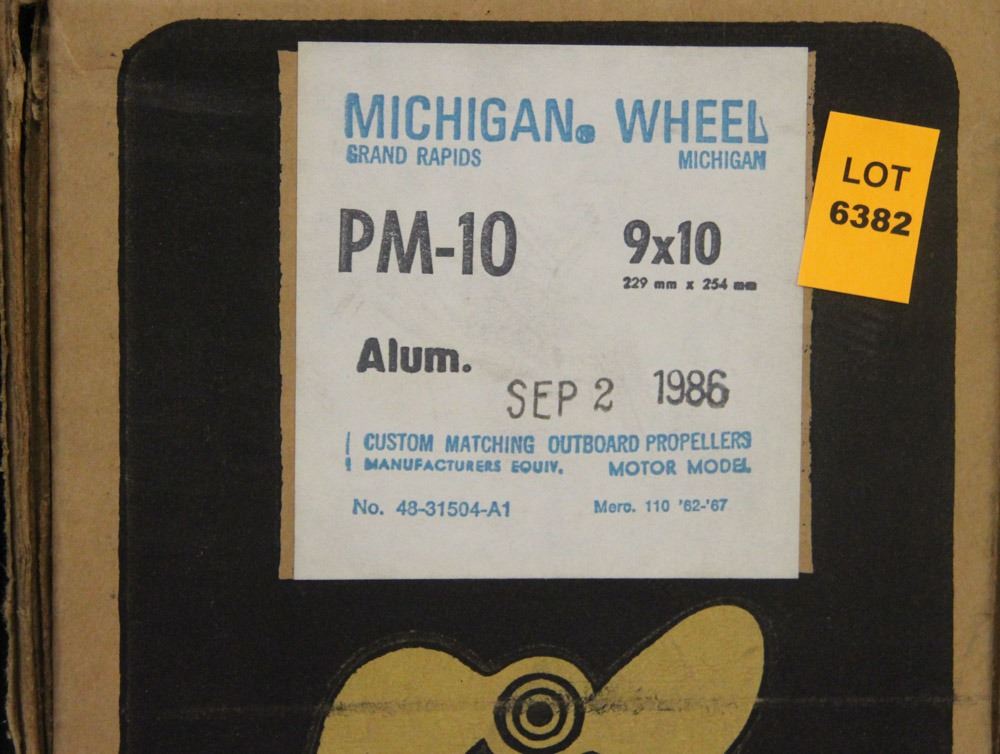 MICHIGAN. WHEEL
GRAND RAPIDS MICHIGAN
PM-10 9x10
229 mm x 254 mm
Alum.
SEP 2 1986
CUSTOM MATCHING OUTBOARD PROPELLERS
MANUFACTURERS EQUIV. MOTOR MODEL
No. 48-31504-A1 Merc. 110 '62-'67
LOT
6382